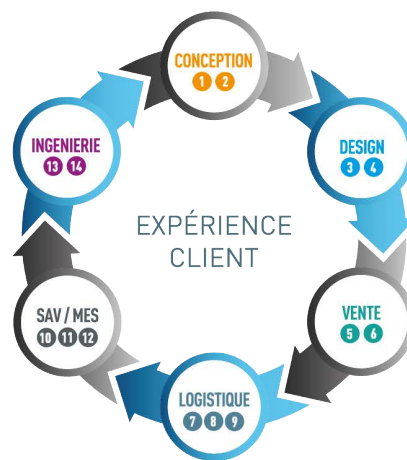 CONCEPTION
1 2
DESIGN
3 4
VENTE
5 6
LOGISTIQUE
7 8 9
SAV / MES
10 11 12
INGENIERIE
13 14
EXPÉRIENCE
CLIENT